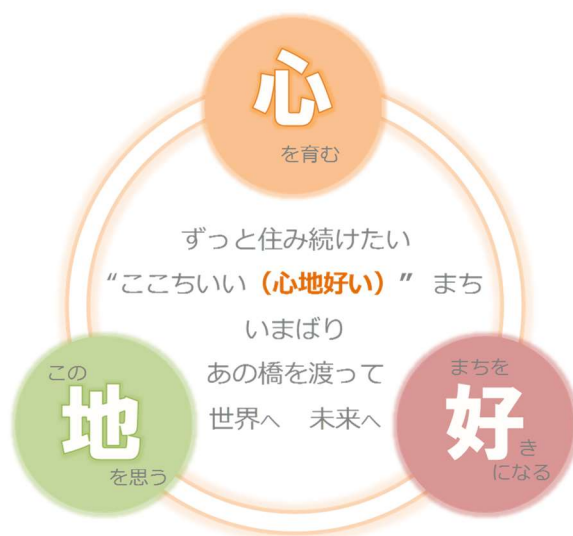 心
を育む
ずっと住み続けたい
“ここちいい（心地好い）” まち
いまばり
あの橋を渡って
世界へ　未来へ
この
地
を思う
まちを
好き
になる